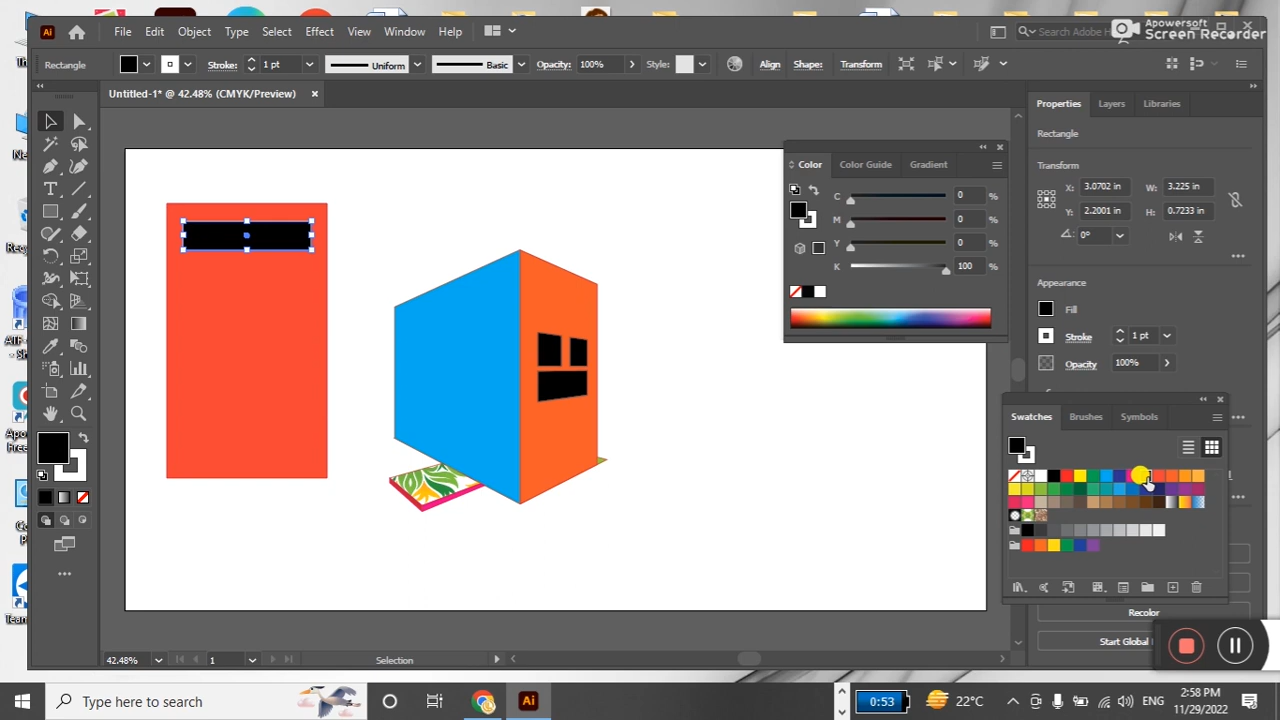 Ai File Edit Object Type Select Effect View Window Help
Search Adobe
Apowersoft
Screen Recorder
Rectangle Stroke: 1 pt Uniform Basic Opacity: 100% Style: Align Shape: Transform
Untitled-1* @ 42.48% (CMYK/Preview)
Properties Layers Libraries
Rectangle
Transform
X: 3.0702 in W: 3.225 in
Y: 2.2001 in H: 0.7233 in
0°
Appearance
Fill
Stroke 1 pt
Opacity 100%
Color Color Guide Gradient
C 0 %
M 0 %
Y 0 %
K 100 %
Swatches Brushes Symbols
Recolor
Start Global
42.48% 1 Selection
Type here to search
Ai
0:53
22°C
ENG
2:58 PM
11/29/2022